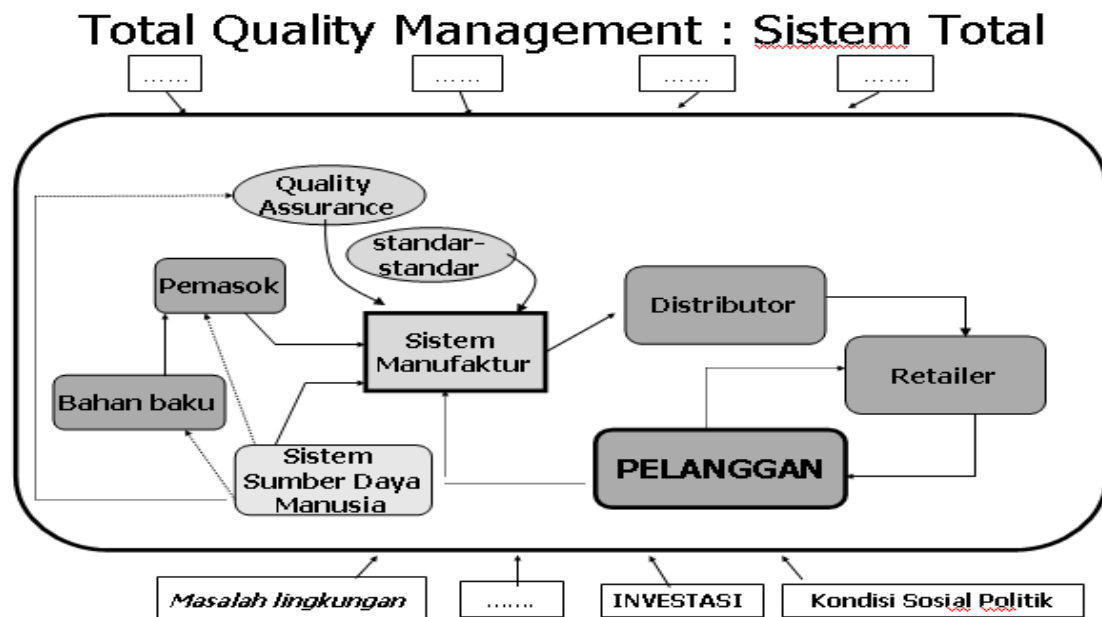 Total Quality Management : Sistem Total
……
……
……
……
Quality
Assurance
standar-
standar
Pemasok
Distributor
Sistem
Manufaktur
Retailer
Bahan baku
Sistem
Sumber Daya
Manusia
PELANGGAN
Masalah lingkungan
…….
INVESTASI
Kondisi Sosial Politik